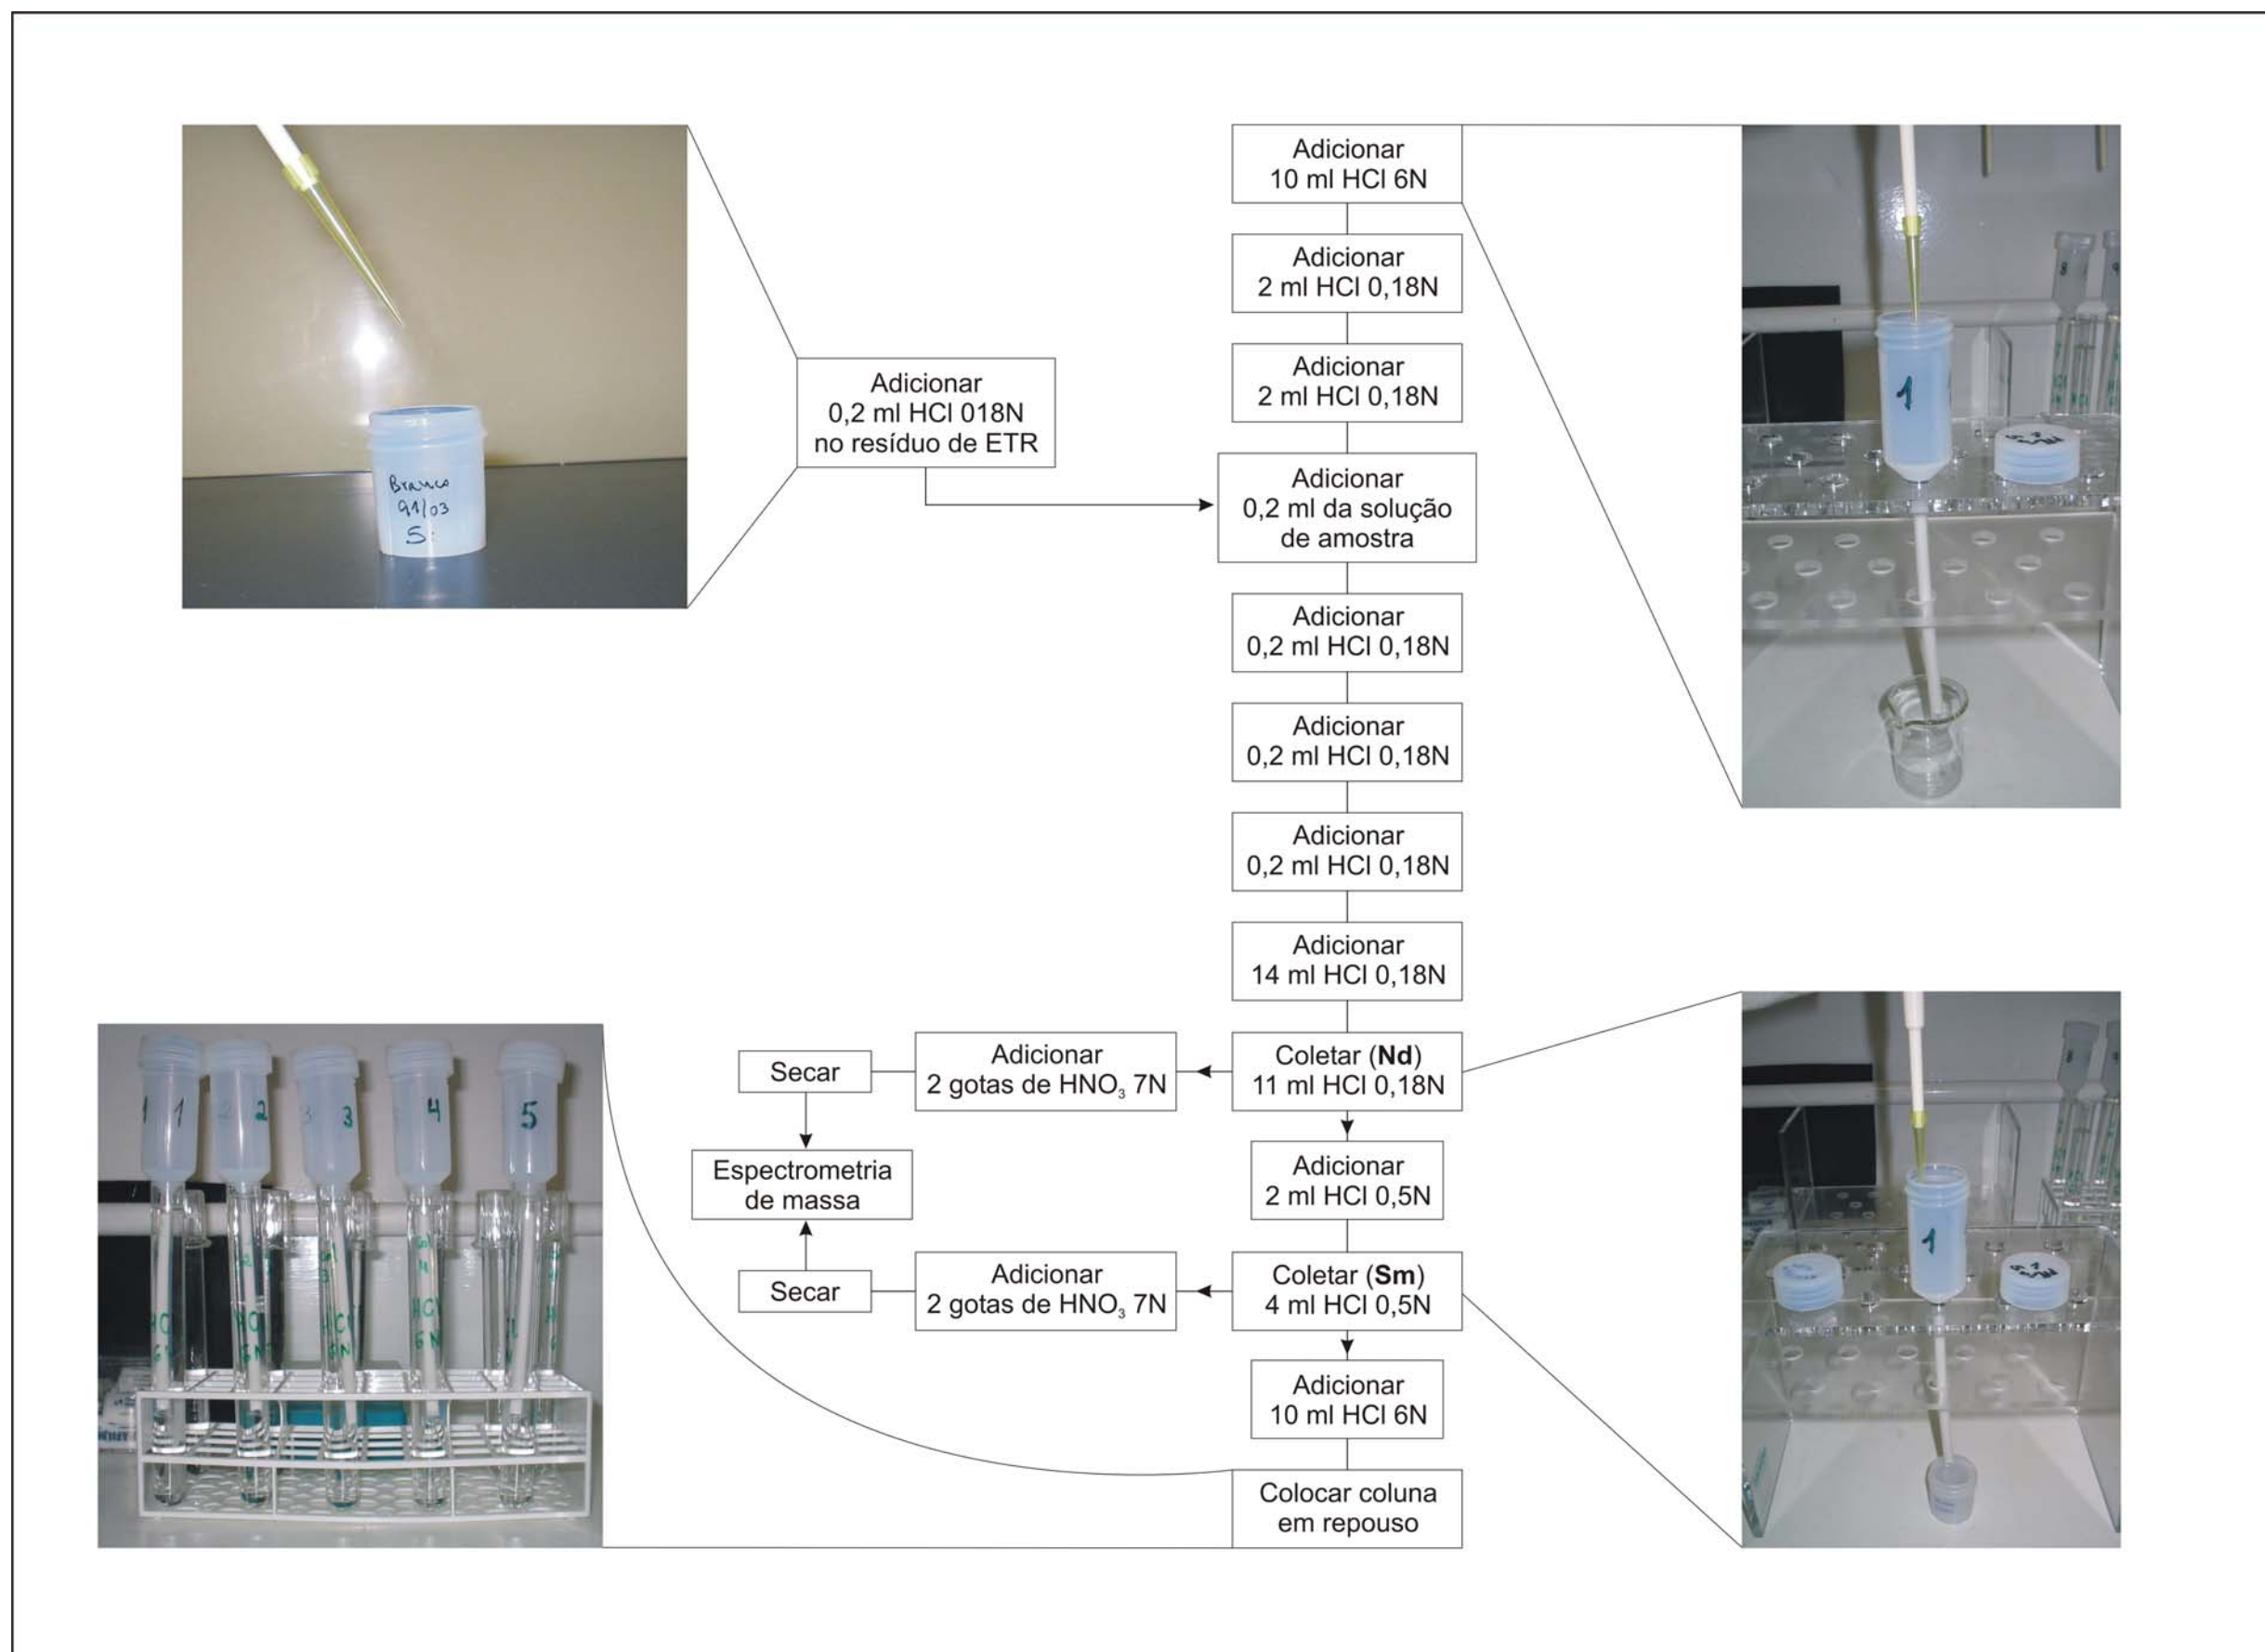 Adicionar
10 ml HCl 6N
Adicionar
2 ml HCl 0,18N
Adicionar
2 ml HCl 0,18N
Adicionar
0,2 ml HCl 018N
no resíduo de ETR
Adicionar
0,2 ml da solução
de amostra
Adicionar
0,2 ml HCl 0,18N
Adicionar
0,2 ml HCl 0,18N
Adicionar
0,2 ml HCl 0,18N
Adicionar
14 ml HCl 0,18N
Coletar (Nd)
11 ml HCl 0,18N
Adicionar
2 gotas de HNO₃ 7N
Secar
Espectrometria
de massa
Adicionar
2 ml HCl 0,5N
Coletar (Sm)
4 ml HCl 0,5N
Adicionar
2 gotas de HNO₃ 7N
Secar
Adicionar
10 ml HCl 6N
Colocar coluna
em repouso
Branco
91/03
1
1
1
2
3
4
5
HCl
6N